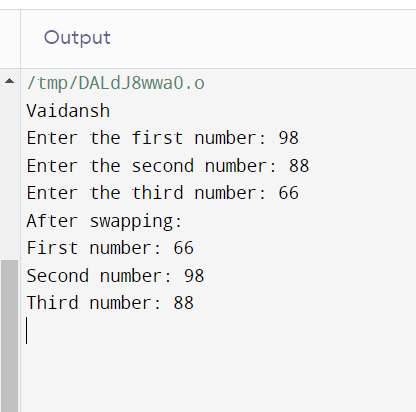 Output
/tmp/DALdJ8wwa0.o
Vaidansh
Enter the first number: 98
Enter the second number: 88
Enter the third number: 66
After swapping:
First number: 66
Second number: 98
Third number: 88